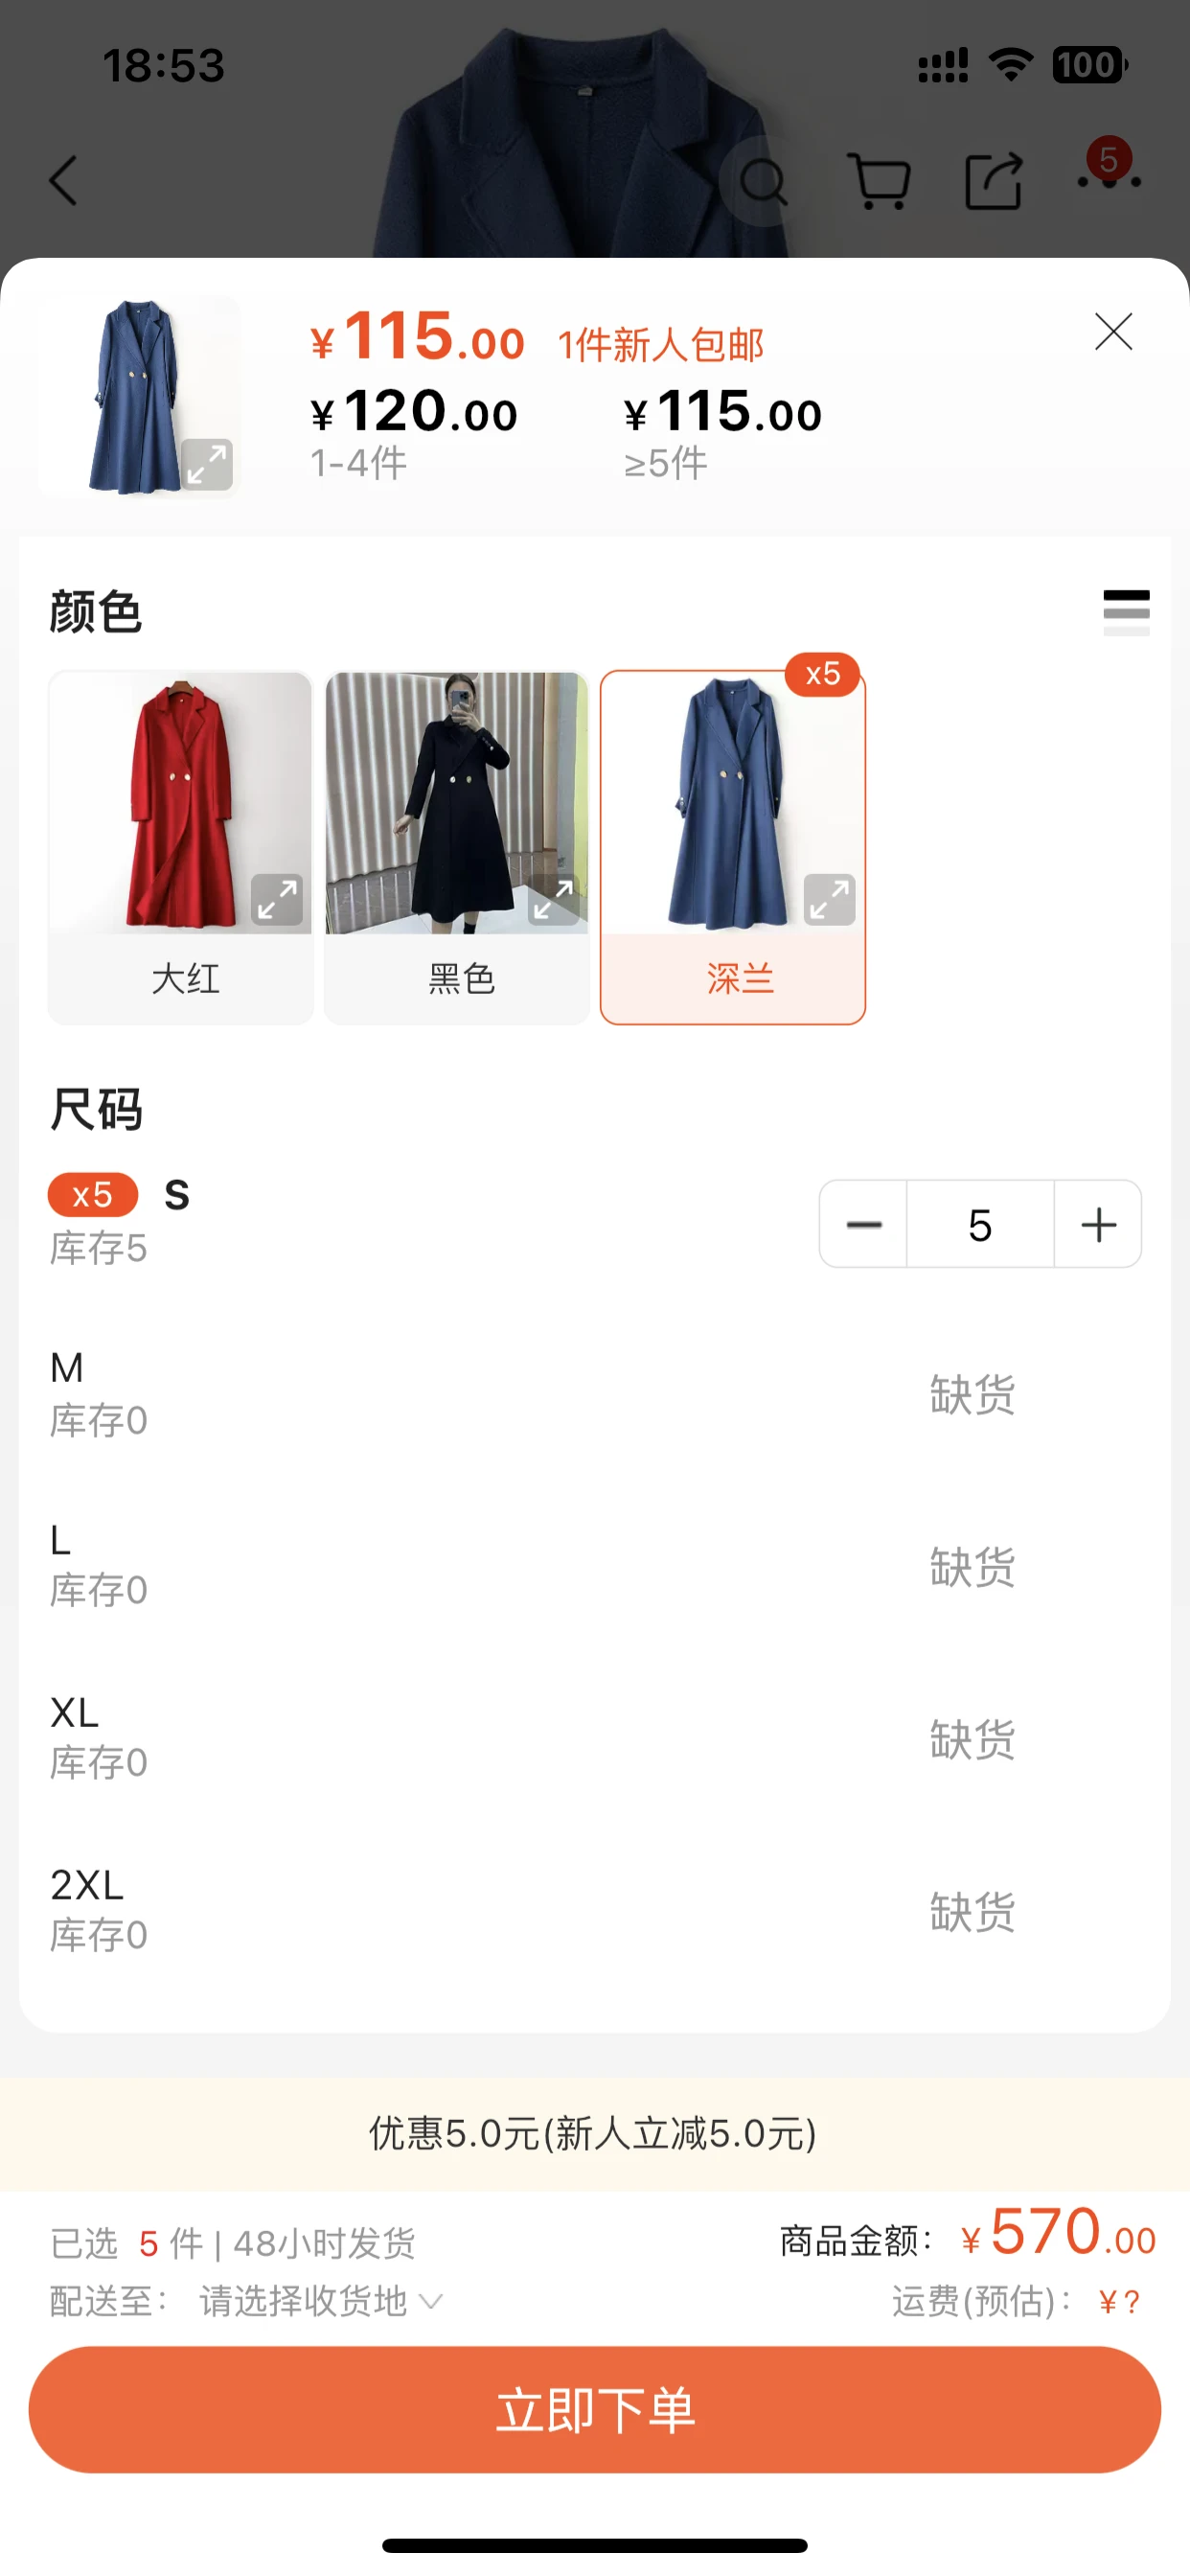 18:53
100
5
¥115.00 1件新人包邮
¥120.00 ¥115.00
1-4件 ≥5件
颜色
x5
大红 黑色 深兰
尺码
x5 S
库存5
5
M
库存0
缺货
L
库存0
缺货
XL
库存0
缺货
2XL
库存0
缺货
优惠5.0元(新人立减5.0元)
已选 5 件 | 48小时发货 商品金额: ¥570.00
配送至: 请选择收货地 运费(预估): ¥?
立即下单